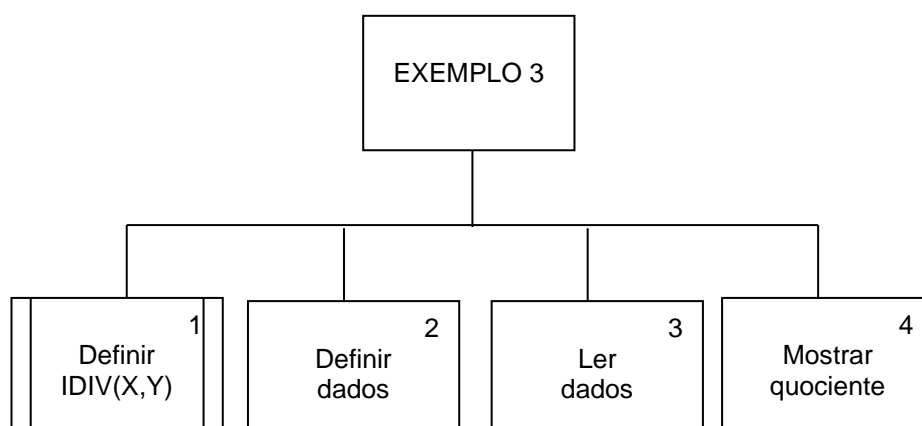 EXEMPLO 3
1
Definir
IDIV(X,Y)
2
Definir
dados
3
Ler
dados
4
Mostrar
quociente